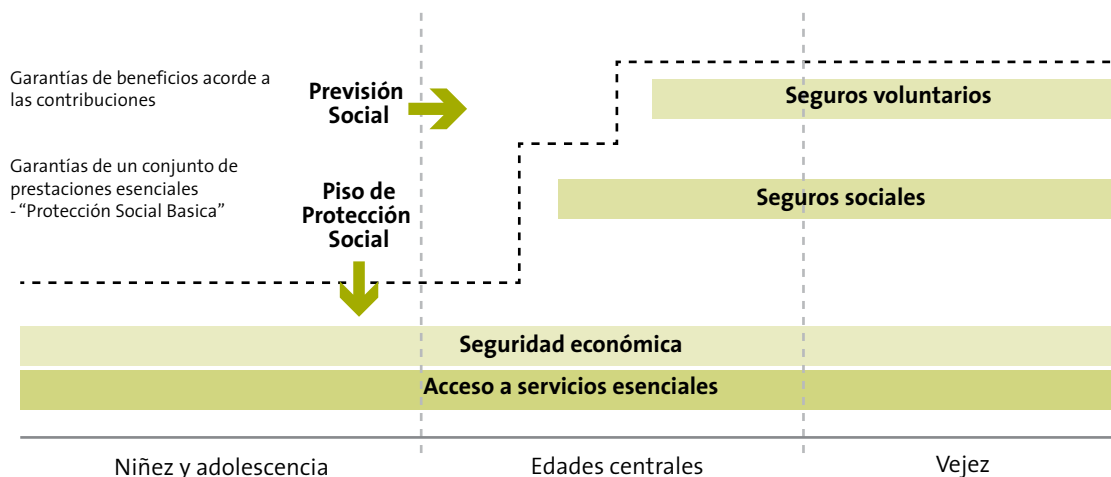 Garantías de beneficios acorde a
las contribuciones
Previsión
Social
Seguros voluntarios
Garantías de un conjunto de
prestaciones esenciales
- “Protección Social Basica”
Piso de
Protección
Social
Seguros sociales
Seguridad económica
Acceso a servicios esenciales
Niñez y adolescencia
Edades centrales
Vejez